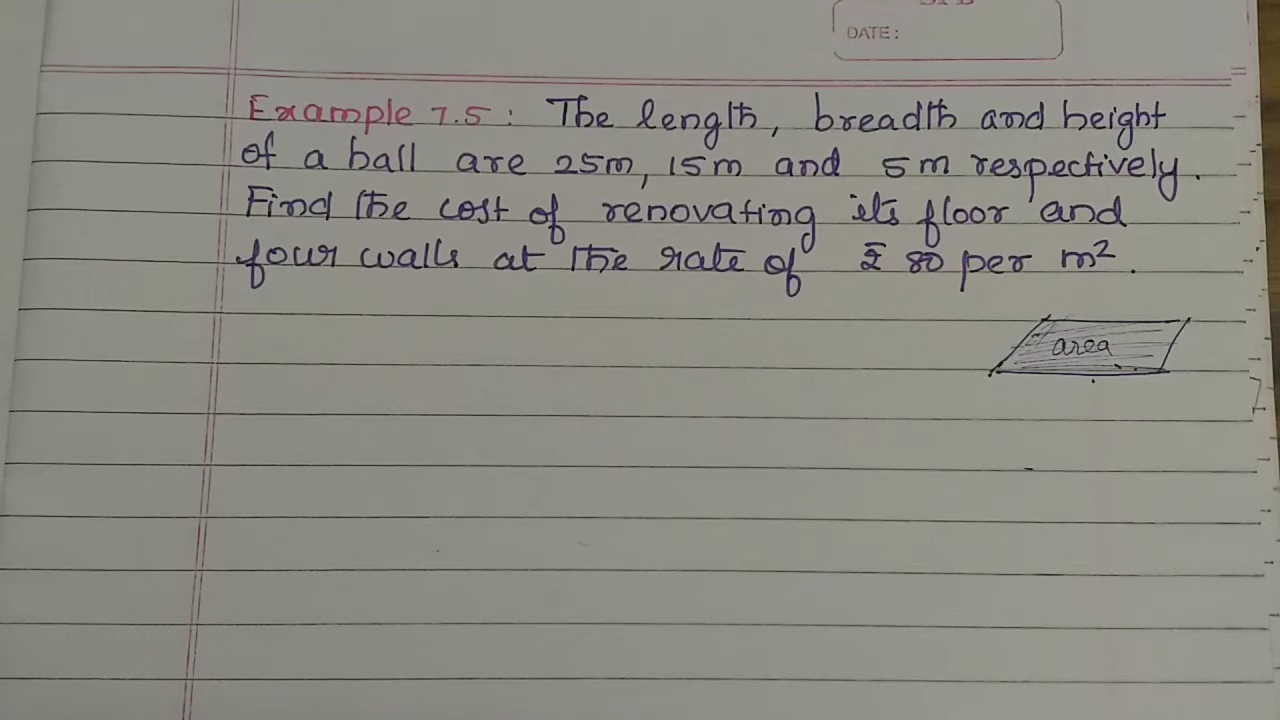 DATE:
Example 7.5: The length, breadth and height
of a ball are 25m, 15m and 5m respectively.
Find the cost of renovating its floor and
four walls at the rate of ₹ 80 per m².
area